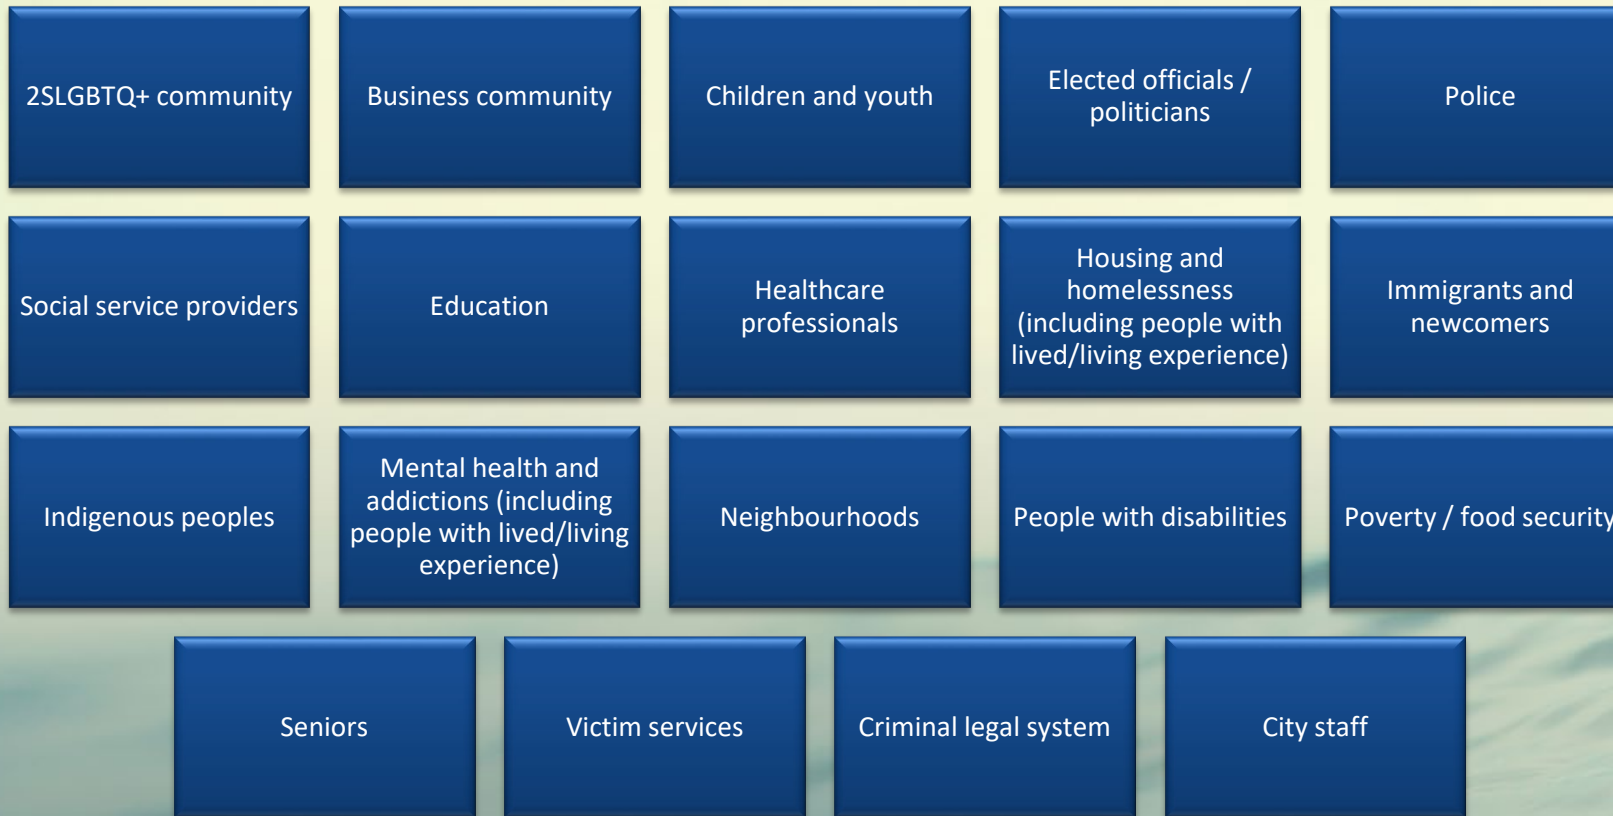 2SLGBTQ+ community
Business community
Children and youth
Elected officials /
politicians
Police
Social service providers
Education
Healthcare
professionals
Housing and
homelessness
(including people with
lived/living experience)
Immigrants and
newcomers
Indigenous peoples
Mental health and
addictions (including
people with lived/living
experience)
Neighbourhoods
People with disabilities
Poverty / food security
Seniors
Victim services
Criminal legal system
City staff